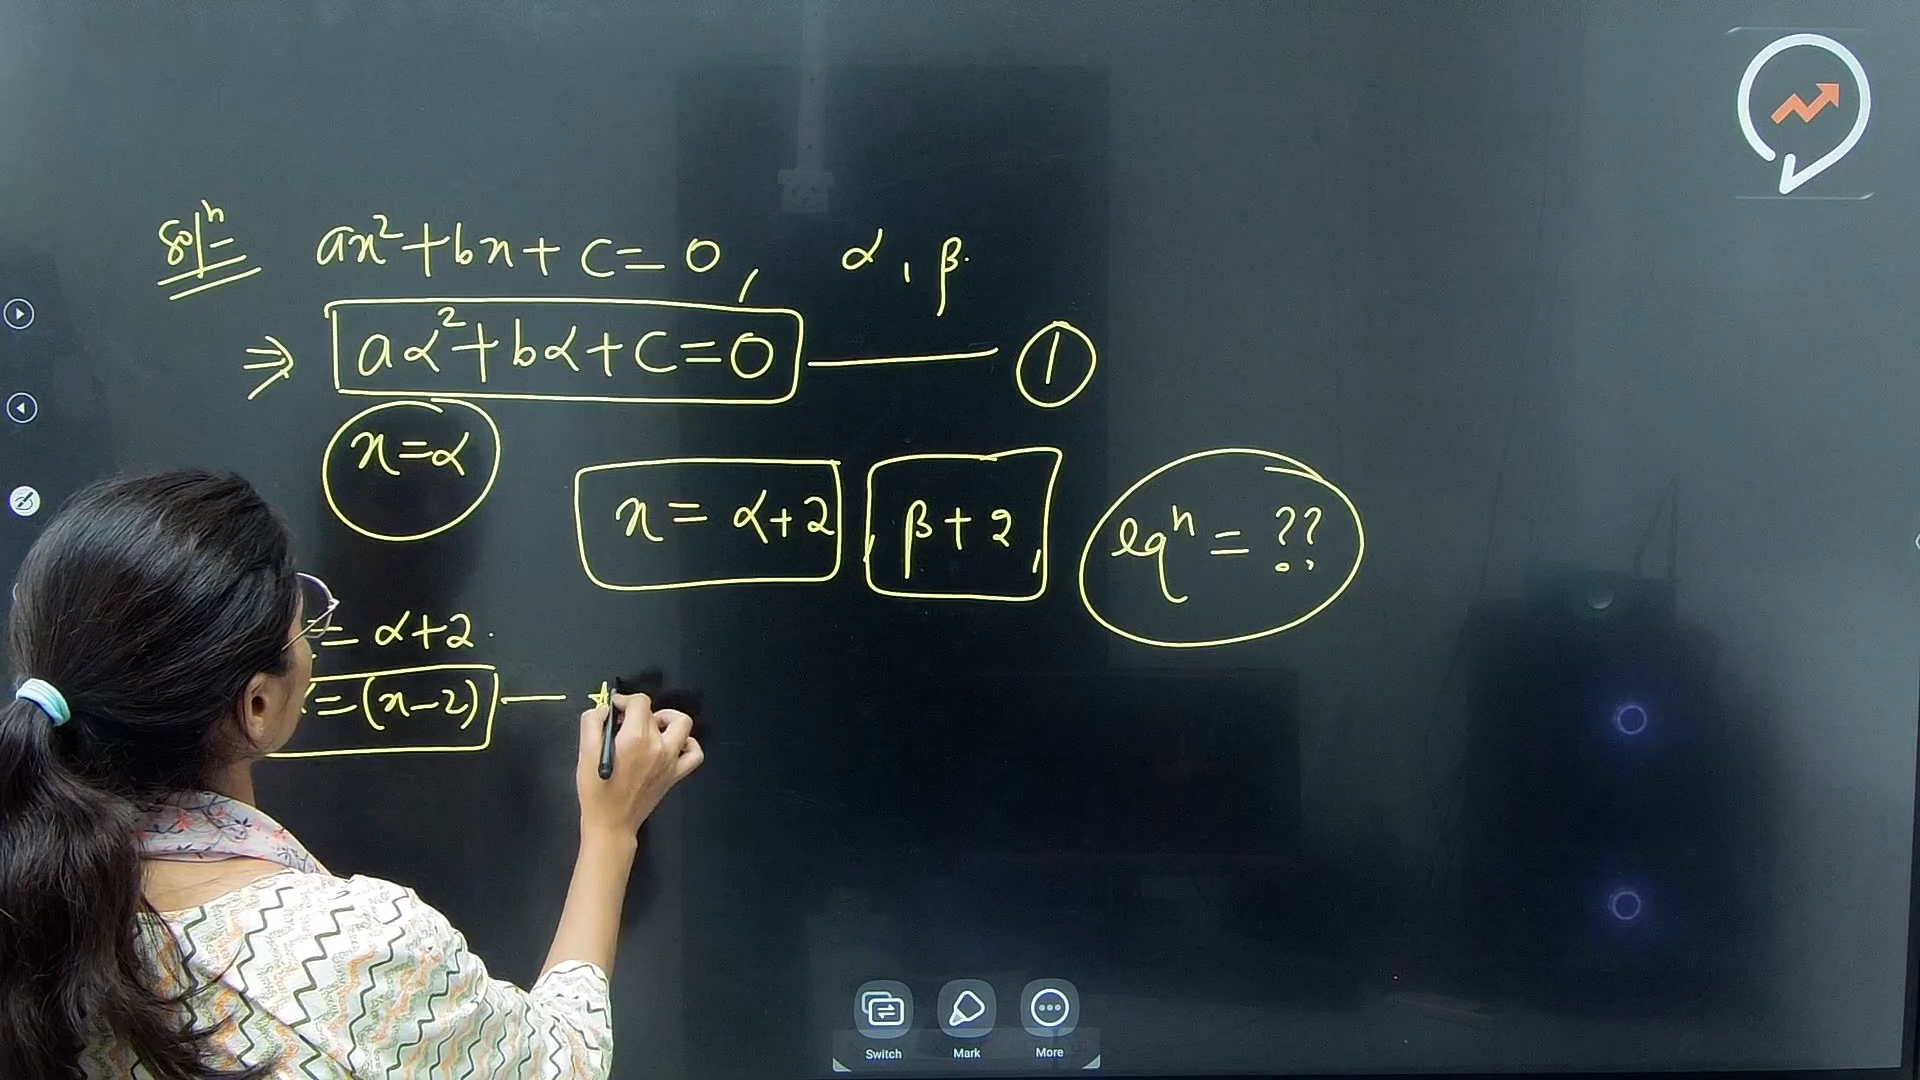 Solⁿ ax²+bx+c=0, α, β.
⇒ aα²+bα+c=0 —— 1
x=α
x= α+2 β+2, eqⁿ = ??
= α+2.
=(x-2) — *
Switch Mark More